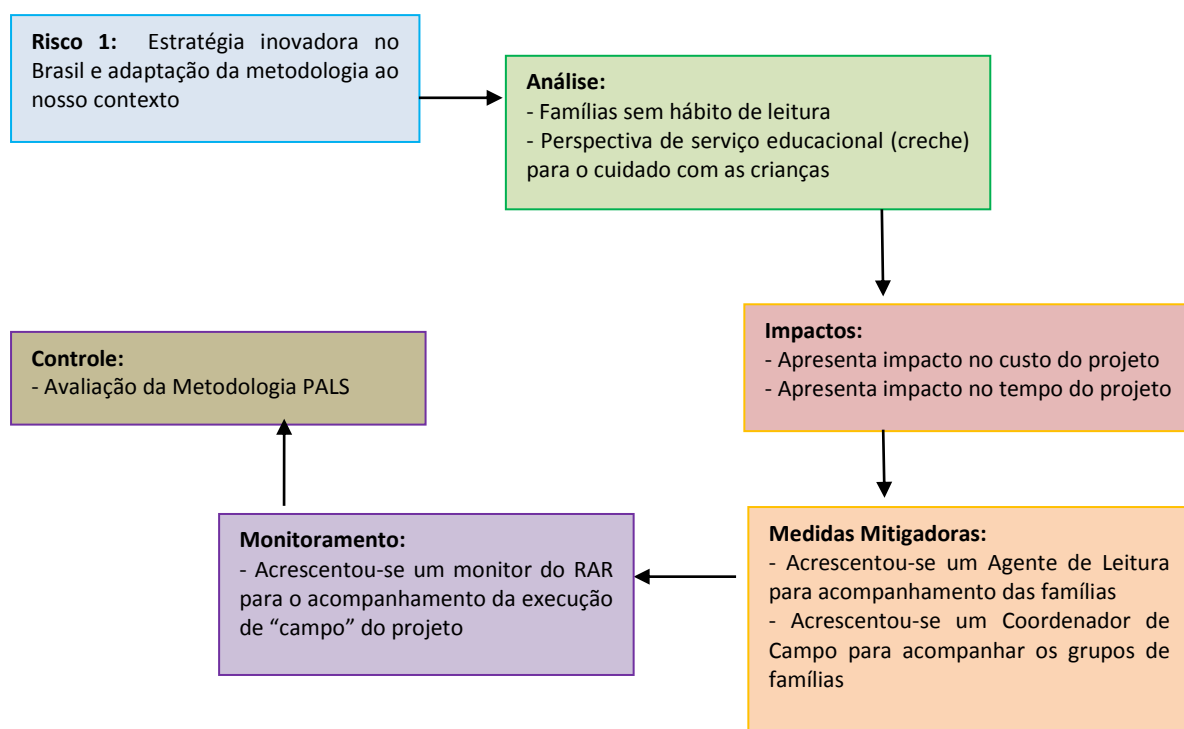 Risco 1: Estratégia inovadora no
Brasil e adaptação da metodologia ao
nosso contexto
Análise:
- Famílias sem hábito de leitura
- Perspectiva de serviço educacional (creche)
para o cuidado com as crianças
Impactos:
- Apresenta impacto no custo do projeto
- Apresenta impacto no tempo do projeto
Medidas Mitigadoras:
- Acrescentou-se um Agente de Leitura
para acompanhamento das famílias
- Acrescentou-se um Coordenador de
Campo para acompanhar os grupos de
famílias
Monitoramento:
- Acrescentou-se um monitor do RAR
para o acompanhamento da execução
de “campo” do projeto
Controle:
- Avaliação da Metodologia PALS